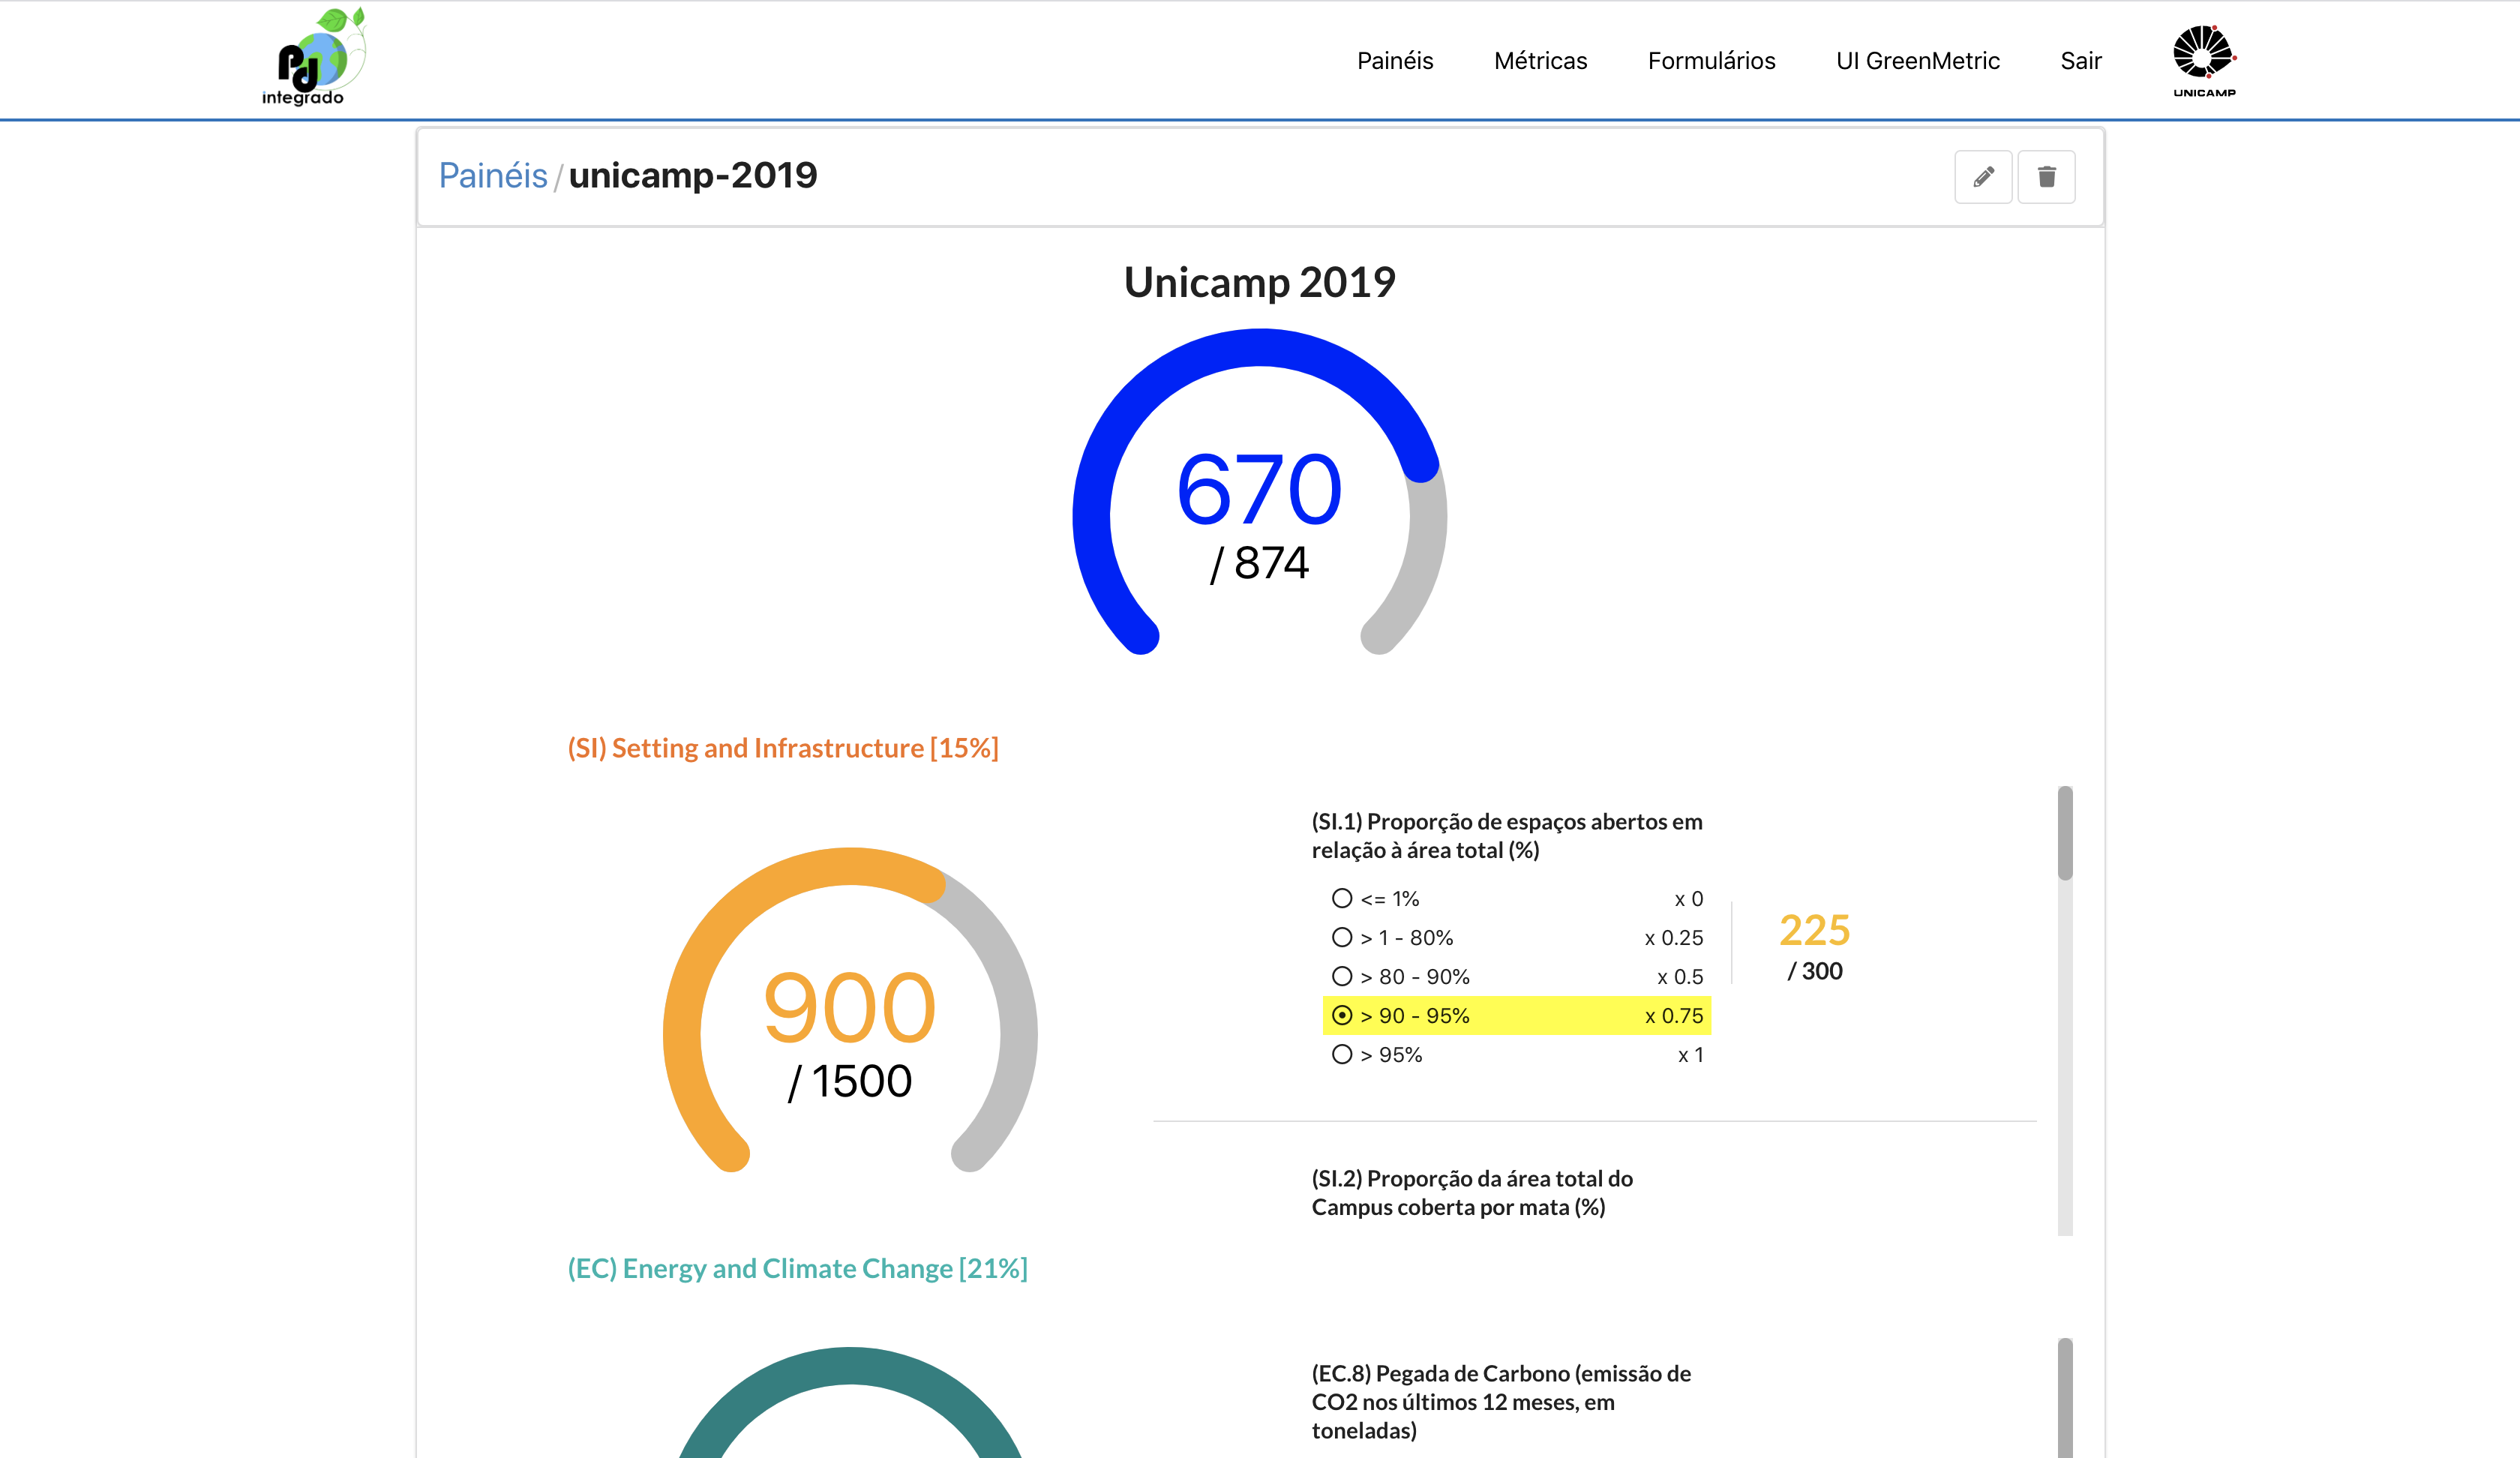 Pd
integrado
Painéis
Métricas
Formulários
UI GreenMetric
Sair
UNICAMP
Painéis / unicamp-2019
Unicamp 2019
670
/ 874
(SI) Setting and Infrastructure [15%]
900
/ 1500
(SI.1) Proporção de espaços abertos em
relação à área total (%)
<= 1% x 0
> 1 - 80% x 0.25
> 80 - 90% x 0.5
> 90 - 95% x 0.75
> 95% x 1
225
/ 300
(SI.2) Proporção da área total do
Campus coberta por mata (%)
(EC) Energy and Climate Change [21%]
(EC.8) Pegada de Carbono (emissão de
CO2 nos últimos 12 meses, em
toneladas)